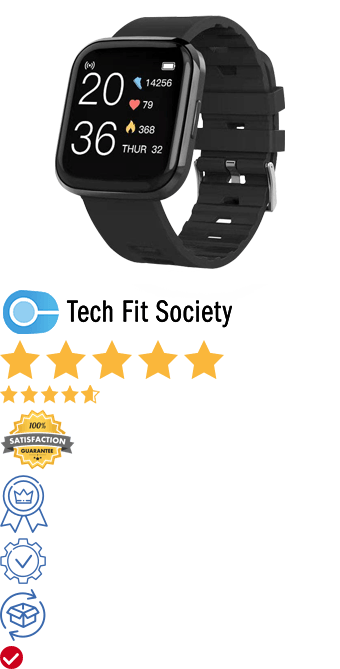 20
14256
79
36
368
THUR 32
Tech Fit Society
100%
SATISFACTION
GUARANTEE